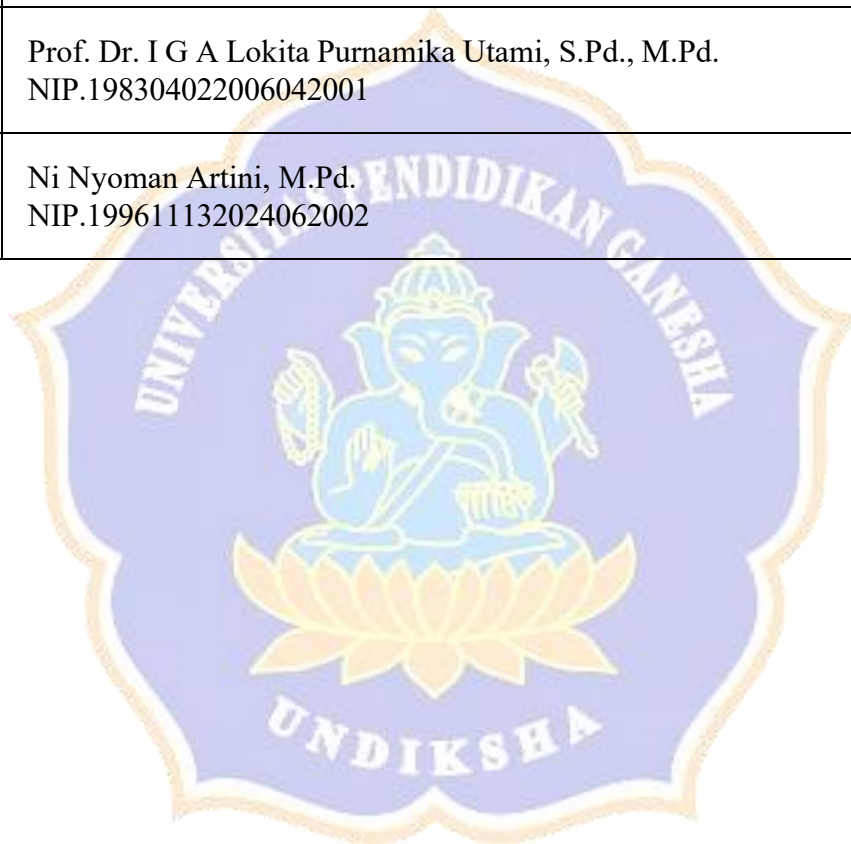 Prof. Dr. I G A Lokita Purnamika Utami, S.Pd., M.Pd.
NIP.198304022006042001
Ni Nyoman Artini, M.Pd.
NIP.199611132024062002
UNIVERSITAS PENDIDIKAN GANESHA
UNDIKSHA